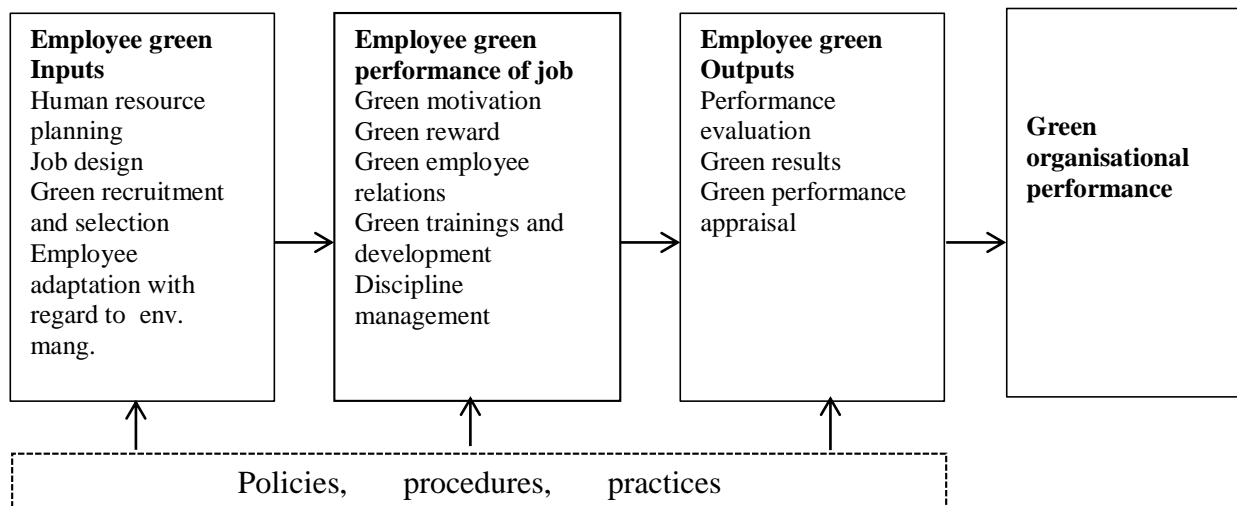 Employee green
Inputs
Human resource
planning
Job design
Green recruitment
and selection
Employee
adaptation with
regard to env.
mang.
Employee green
performance of job
Green motivation
Green reward
Green employee
relations
Green trainings and
development
Discipline
management
Employee green
Outputs
Performance
evaluation
Green results
Green performance
appraisal
Green
organisational
performance
Policies, procedures, practices